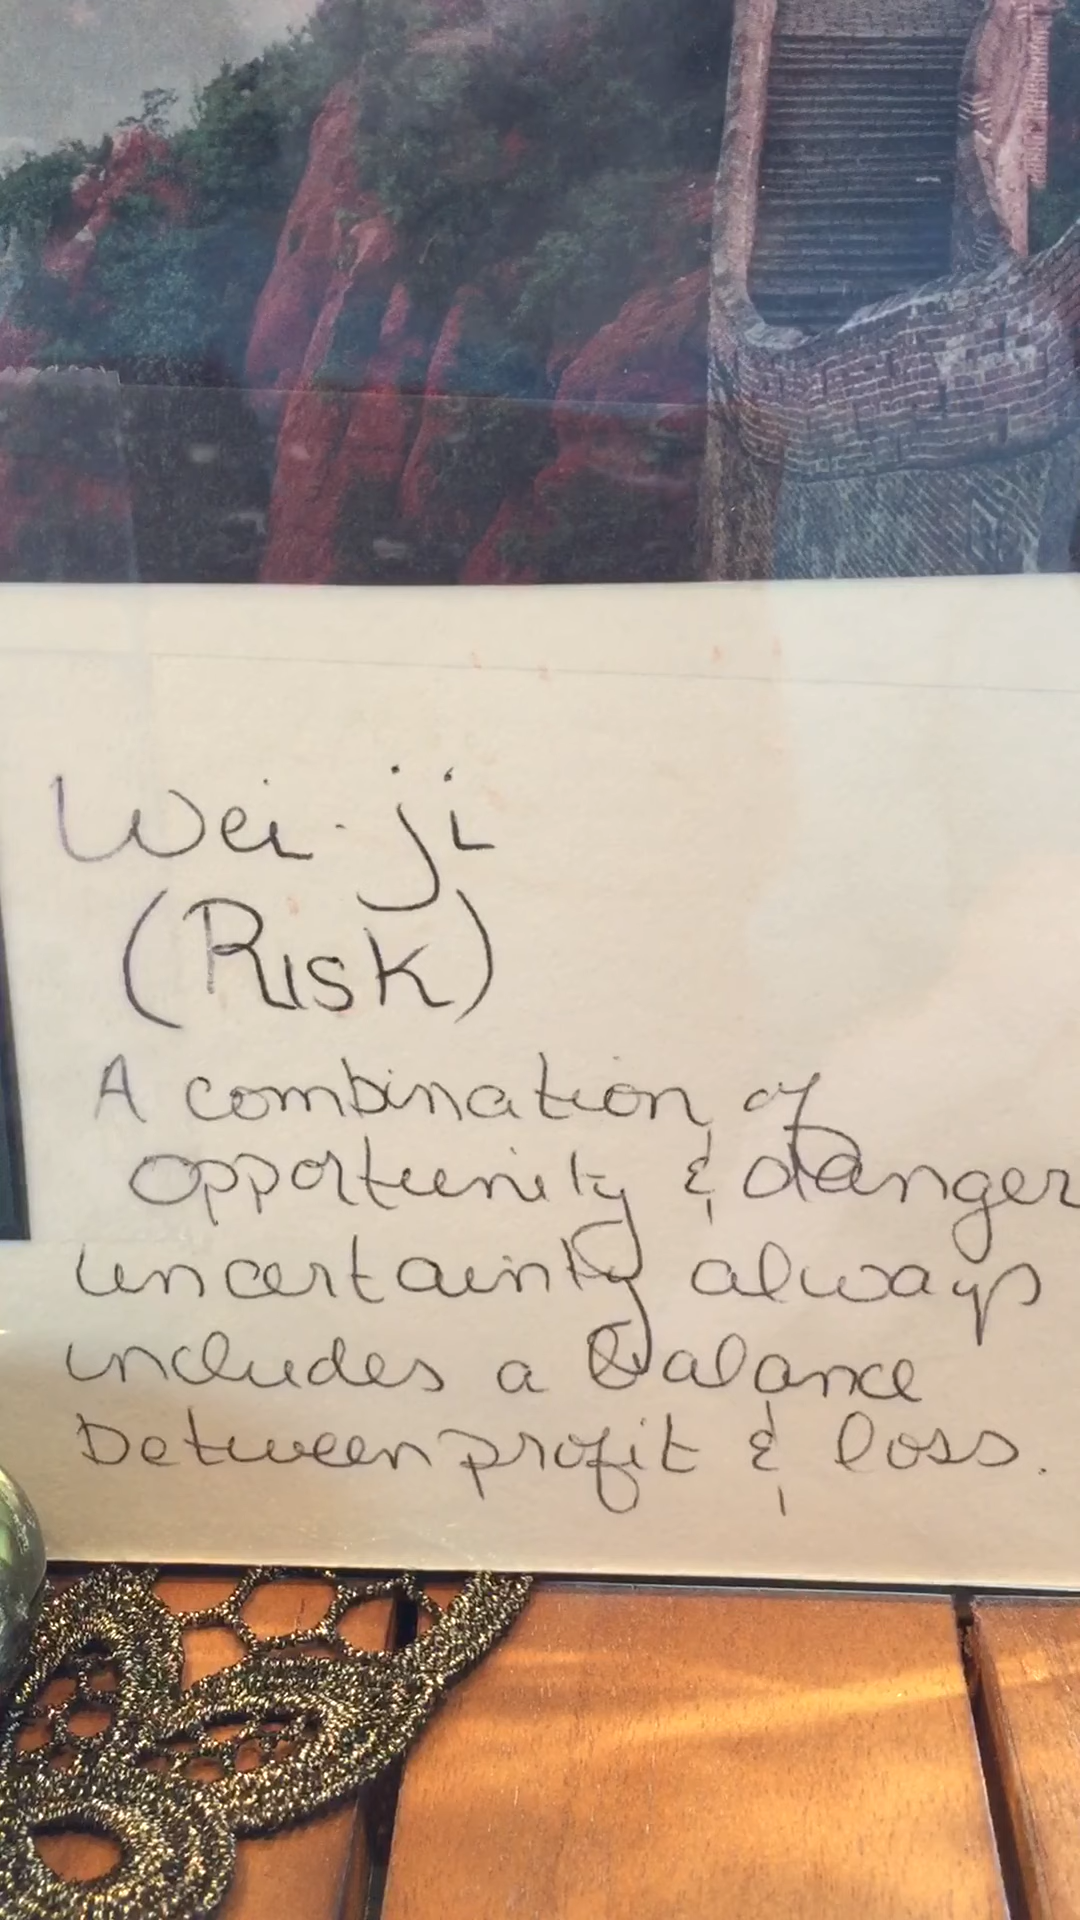 Wei-ji
(Risk)
A combination of
opportunity & danger
uncertainty always
includes a balance
between profit & loss.